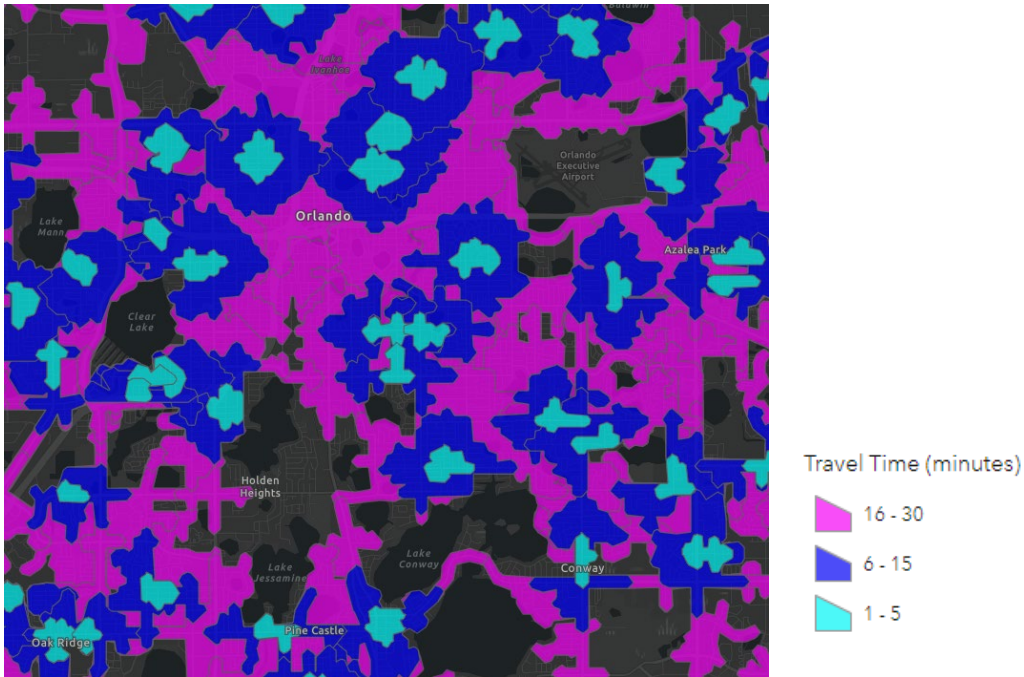 Baldwin
Lake
Ivanhoe
Orlando
Executive
Airport
Orlando
Lake
Mann
Azalea Park
Clear
Lake
Travel Time (minutes)
Holden
Heights
16 - 30
Lake
Conway
6 - 15
Lake
Jessamine
Conway
1 - 5
Pine Castle
Oak Ridge